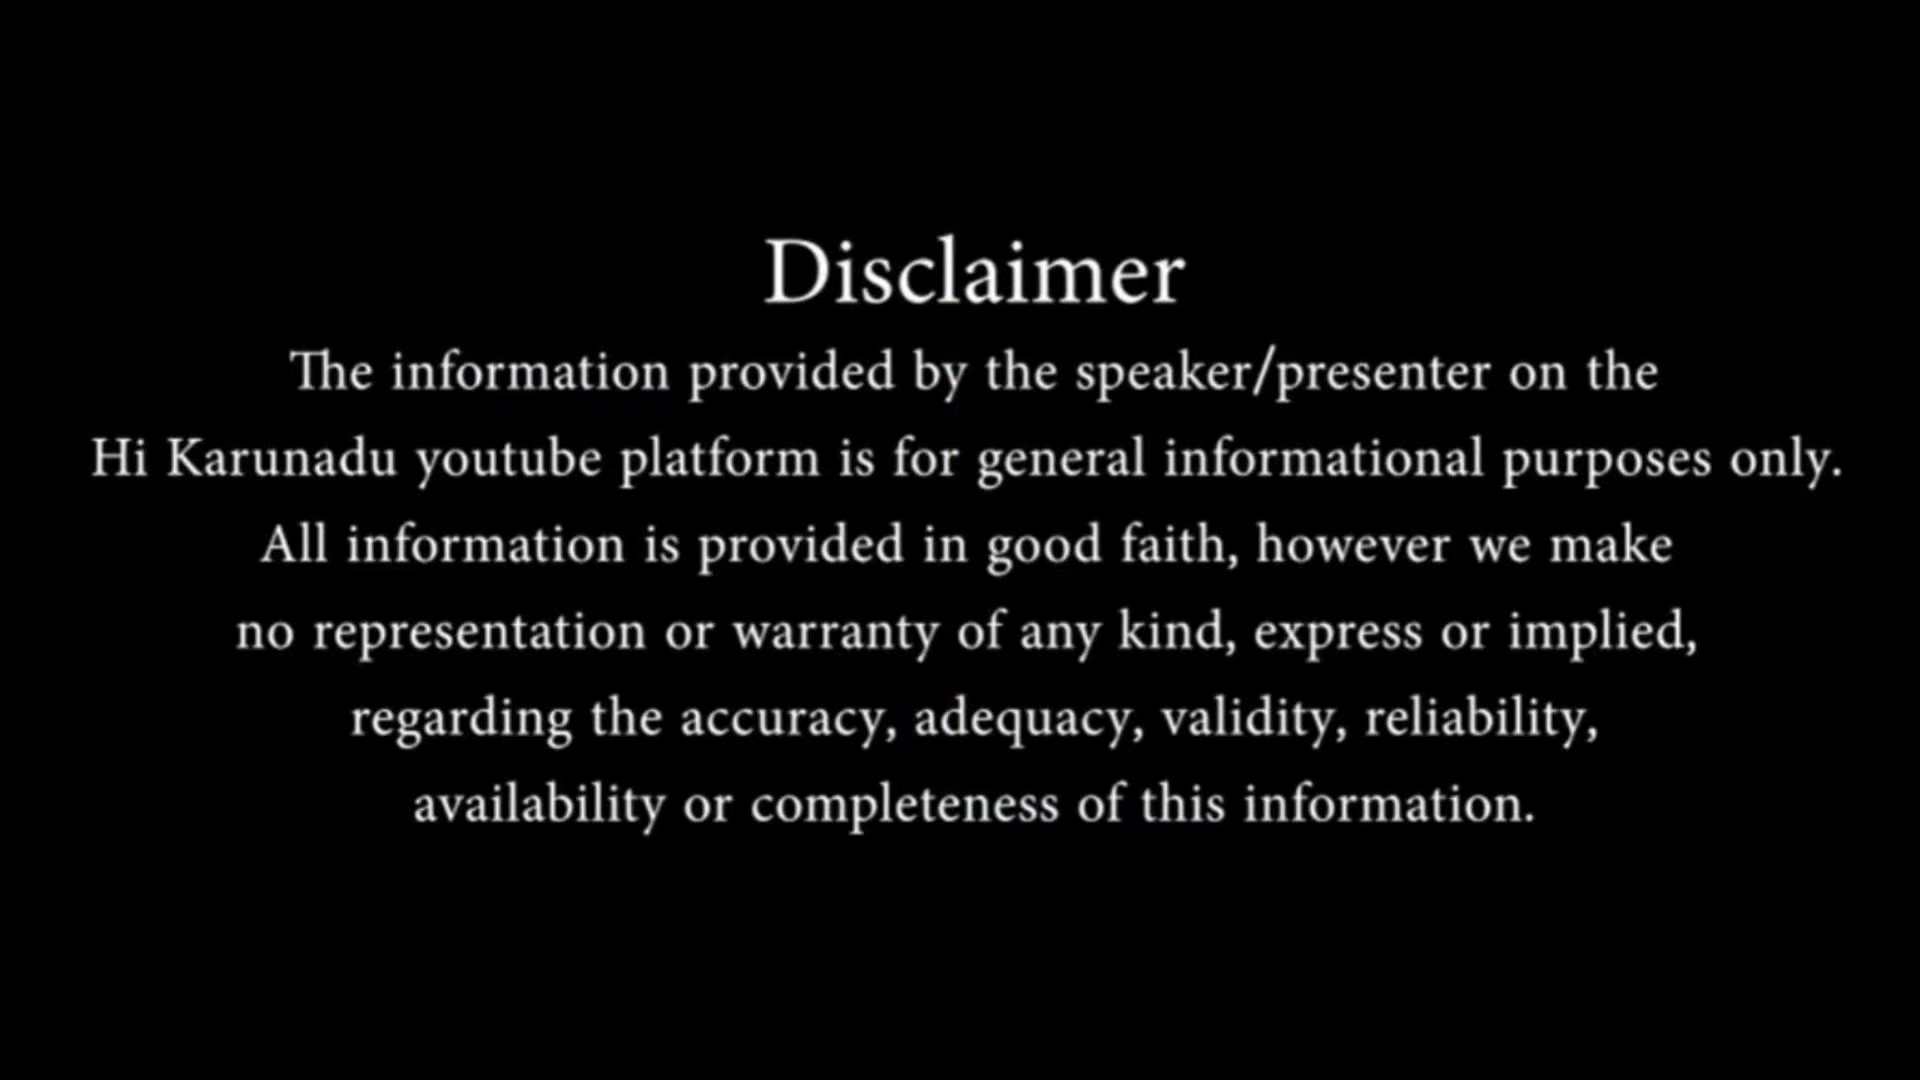 Disclaimer
The information provided by the speaker/presenter on the
Hi Karunadu youtube platform is for general informational purposes only.
All information is provided in good faith, however we make
no representation or warranty of any kind, express or implied,
regarding the accuracy, adequacy, validity, reliability,
availability or completeness of this information.